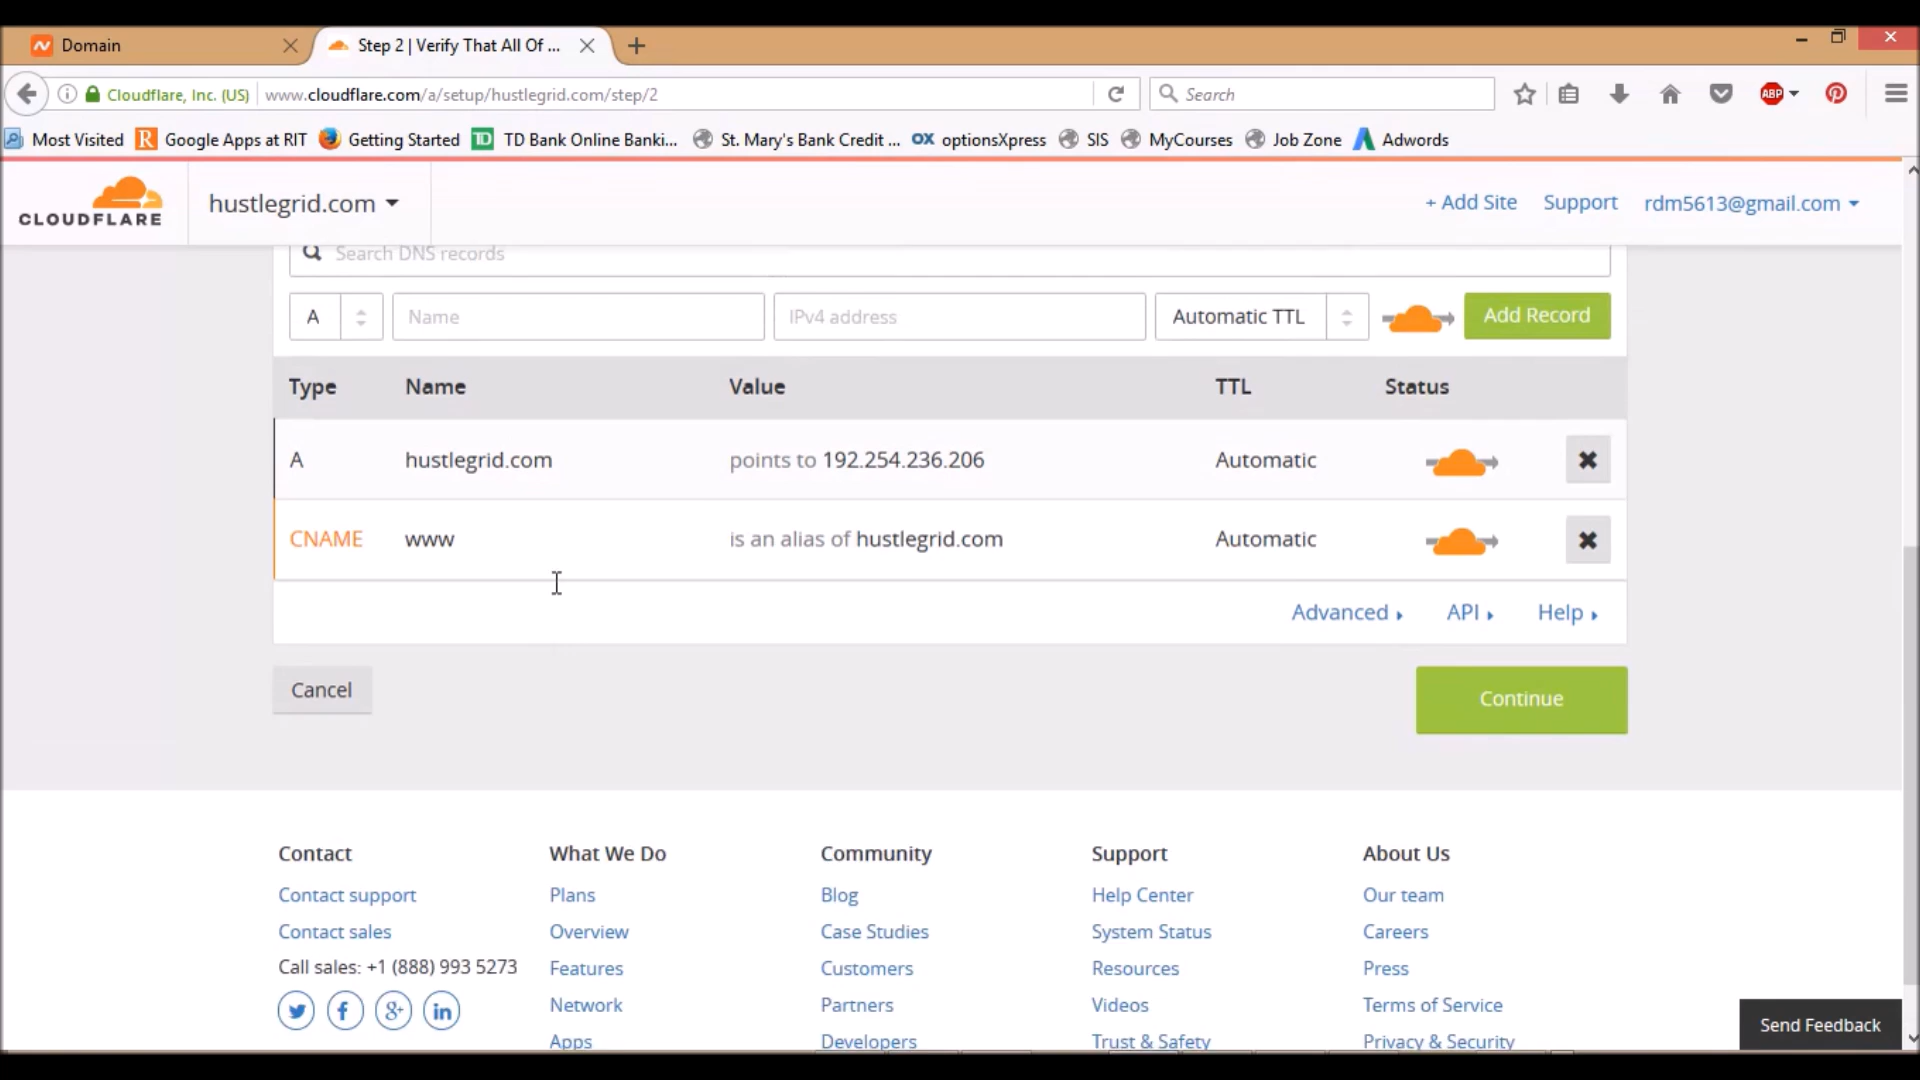 Domain
Step 2 | Verify That All Of ...
Cloudflare, Inc. (US) www.cloudflare.com/a/setup/hustlegrid.com/step/2 Search ABP
Most Visited R Google Apps at RIT Getting Started TD TD Bank Online Banki... St. Mary's Bank Credit ... OX optionsXpress SIS MyCourses Job Zone Adwords
CLOUDFLARE hustlegrid.com + Add Site Support rdm5613@gmail.com
Search DNS records
A Name IPv4 address Automatic TTL Add Record
Type Name Value TTL Status
A hustlegrid.com points to 192.254.236.206 Automatic
CNAME www is an alias of hustlegrid.com Automatic
Advanced API Help
Cancel Continue
Contact What We Do Community Support About Us
Contact support Plans Blog Help Center Our team
Contact sales Overview Case Studies System Status Careers
Call sales: +1 (888) 993 5273 Features Customers Resources Press
Network Partners Videos Terms of Service
Apps Developers Trust & Safety Privacy & Security
Send Feedback